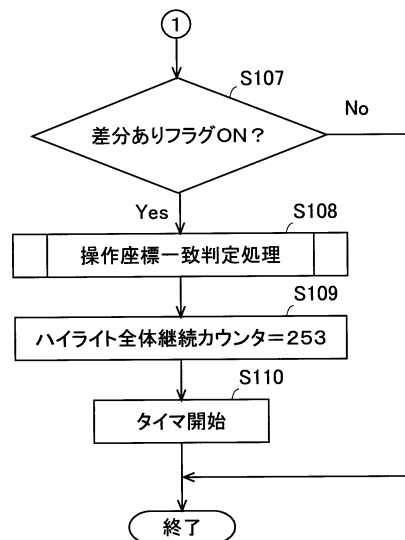 1
S107
差分ありフラグON？
No
Yes
S108
操作座標一致判定処理
S109
ハイライト全体継続カウンタ＝253
S110
タイマ開始
終了